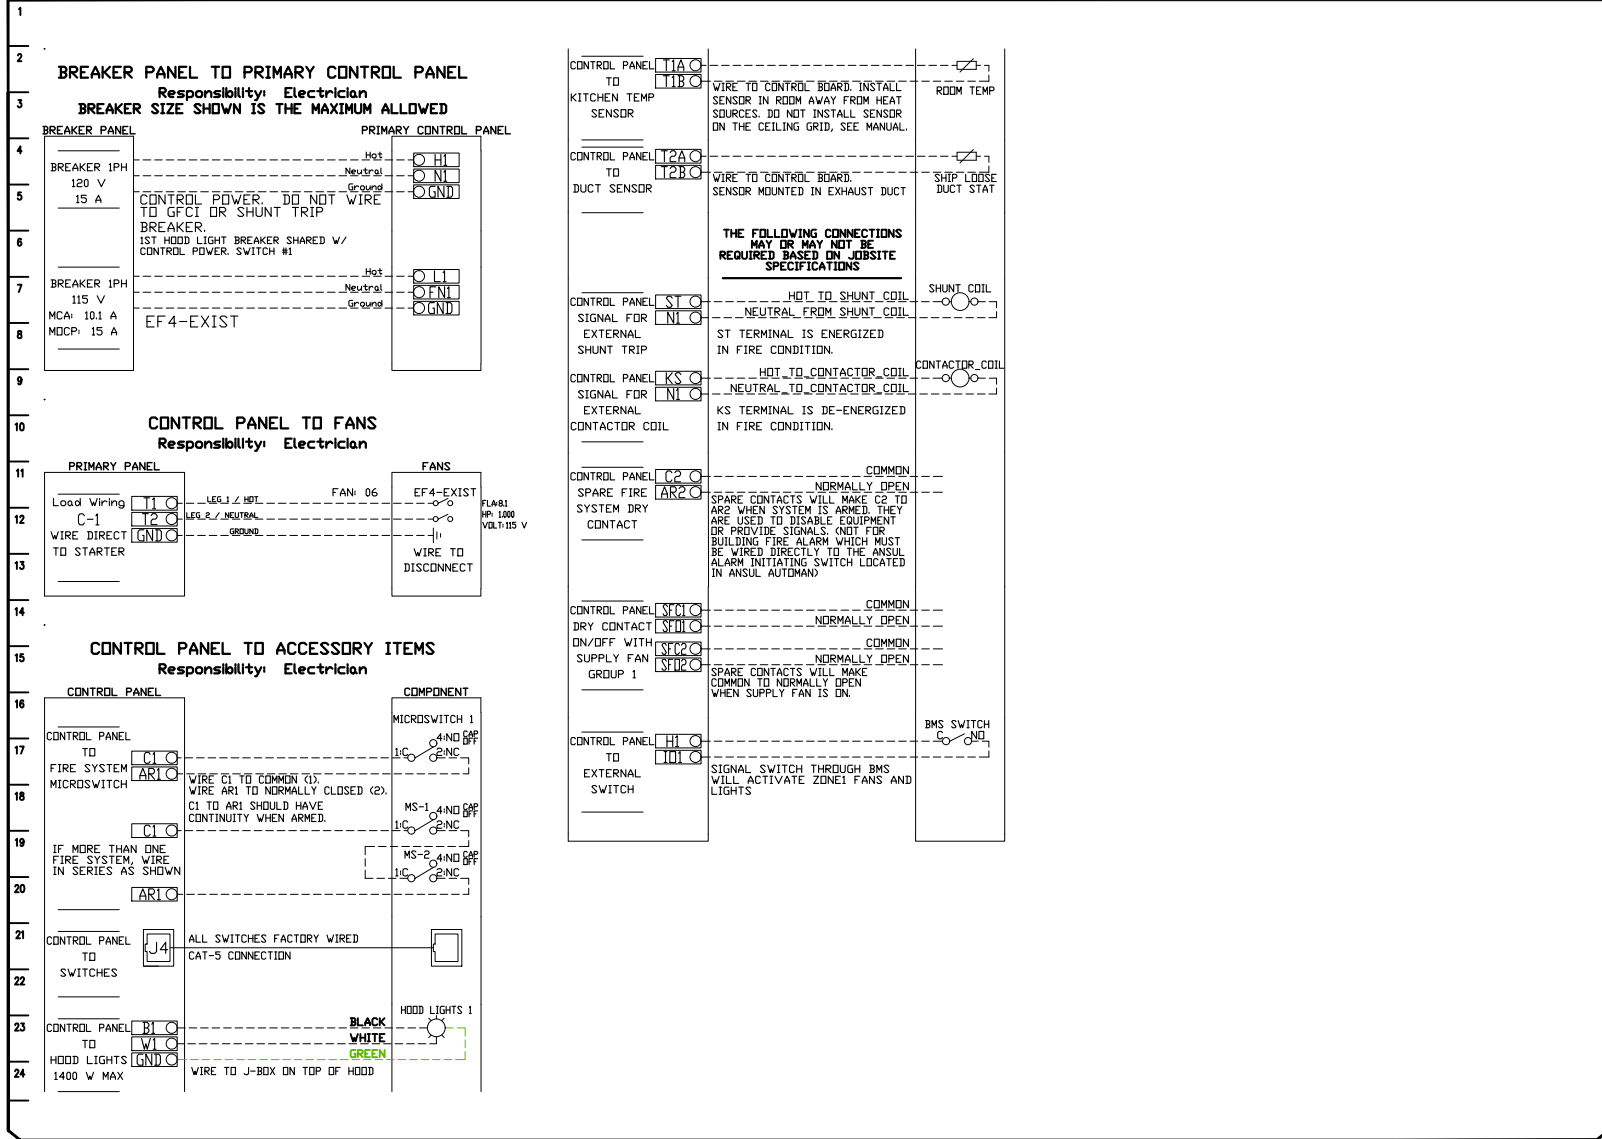 1
2
3
4
5
6
7
8
9
10
11
12
13
14
15
16
17
18
19
20
21
22
23
24
BREAKER PANEL TO PRIMARY CONTROL PANEL
Responsibility: Electrician
BREAKER SIZE SHOWN IS THE MAXIMUM ALLOWED
BREAKER PANEL
PRIMARY CONTROL PANEL
BREAKER 1PH
120 V
15 A
Hot
H1
Neutral
N1
Ground
GND
CONTROL POWER. DO NOT WIRE
TO GFCI OR SHUNT TRIP
BREAKER.
1ST HOOD LIGHT BREAKER SHARED W/
CONTROL POWER. SWITCH #1
BREAKER 1PH
115 V
MCA: 10.1 A
MOCP: 15 A
Hot
L1
Neutral
FN1
Ground
GND
EF4-EXIST
CONTROL PANEL TO FANS
Responsibility: Electrician
PRIMARY PANEL
FANS
Load Wiring
C-1
WIRE DIRECT
TO STARTER
T1
T2
GND
LEG 1 / HOT
LEG 2 / NEUTRAL
GROUND
FAN: 06
EF4-EXIST
FLA:8.1
HP: 1.000
VOLT:115 V
WIRE TO
DISCONNECT
CONTROL PANEL TO ACCESSORY ITEMS
Responsibility: Electrician
CONTROL PANEL
COMPONENT
CONTROL PANEL
TO
FIRE SYSTEM
MICROSWITCH
C1
AR1
MICROSWITCH 1
4:NO CAP OFF
1:C
2:NC
WIRE C1 TO COMMON (1).
WIRE AR1 TO NORMALLY CLOSED (2).
C1 TO AR1 SHOULD HAVE
CONTINUITY WHEN ARMED.
C1
MS-1
4:NO CAP OFF
1:C
2:NC
IF MORE THAN ONE
FIRE SYSTEM, WIRE
IN SERIES AS SHOWN
MS-2
4:NO CAP OFF
1:C
2:NC
AR1
CONTROL PANEL
TO
SWITCHES
J4
ALL SWITCHES FACTORY WIRED
CAT-5 CONNECTION
CONTROL PANEL
TO
HOOD LIGHTS
1400 W MAX
B1
W1
GND
BLACK
WHITE
GREEN
HOOD LIGHTS 1
WIRE TO J-BOX ON TOP OF HOOD
CONTROL PANEL
TO
KITCHEN TEMP
SENSOR
T1A
T1B
WIRE TO CONTROL BOARD. INSTALL
SENSOR IN ROOM AWAY FROM HEAT
SOURCES. DO NOT INSTALL SENSOR
ON THE CEILING GRID, SEE MANUAL.
ROOM TEMP
CONTROL PANEL
TO
DUCT SENSOR
T2A
T2B
WIRE TO CONTROL BOARD.
SENSOR MOUNTED IN EXHAUST DUCT
SHIP LOOSE
DUCT STAT
THE FOLLOWING CONNECTIONS
MAY OR MAY NOT BE
REQUIRED BASED ON JOBSITE
SPECIFICATIONS
CONTROL PANEL
SIGNAL FOR
EXTERNAL
SHUNT TRIP
ST
N1
HOT TO SHUNT COIL
NEUTRAL FROM SHUNT COIL
ST TERMINAL IS ENERGIZED
IN FIRE CONDITION.
SHUNT COIL
CONTROL PANEL
SIGNAL FOR
EXTERNAL
CONTACTOR COIL
KS
N1
HOT TO CONTACTOR COIL
NEUTRAL TO CONTACTOR COIL
KS TERMINAL IS DE-ENERGIZED
IN FIRE CONDITION.
CONTACTOR COIL
CONTROL PANEL
SPARE FIRE
SYSTEM DRY
CONTACT
C2
AR2
COMMON
NORMALLY OPEN
SPARE CONTACTS WILL MAKE C2 TO
AR2 WHEN SYSTEM IS ARMED. THEY
ARE USED TO DISABLE EQUIPMENT
OR PROVIDE SIGNALS. (NOT FOR
BUILDING FIRE ALARM WHICH MUST
BE WIRED DIRECTLY TO THE ANSUL
ALARM INITIATING SWITCH LOCATED
IN ANSUL AUTOMAN)
CONTROL PANEL
DRY CONTACT
ON/OFF WITH
SUPPLY FAN
GROUP 1
SFC1
SFO1
SFC2
SFO2
COMMON
NORMALLY OPEN
COMMON
NORMALLY OPEN
SPARE CONTACTS WILL MAKE
COMMON TO NORMALLY OPEN
WHEN SUPPLY FAN IS ON.
CONTROL PANEL
TO
EXTERNAL
SWITCH
H1
IO1
BMS SWITCH
C
NO
SIGNAL SWITCH THROUGH BMS
WILL ACTIVATE ZONE1 FANS AND
LIGHTS